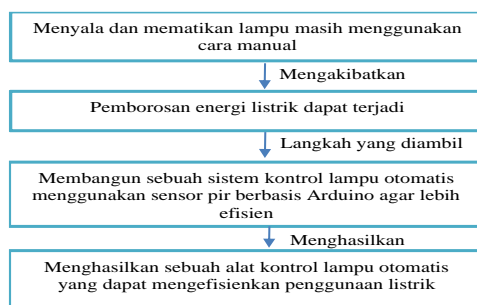 Menyala dan mematikan lampu masih menggunakan
cara manual
Mengakibatkan
Pemborosan energi listrik dapat terjadi
Langkah yang diambil
Membangun sebuah sistem kontrol lampu otomatis
menggunakan sensor pir berbasis Arduino agar lebih
efisien
Menghasilkan
Menghasilkan sebuah alat kontrol lampu otomatis
yang dapat mengefisienkan penggunaan listrik